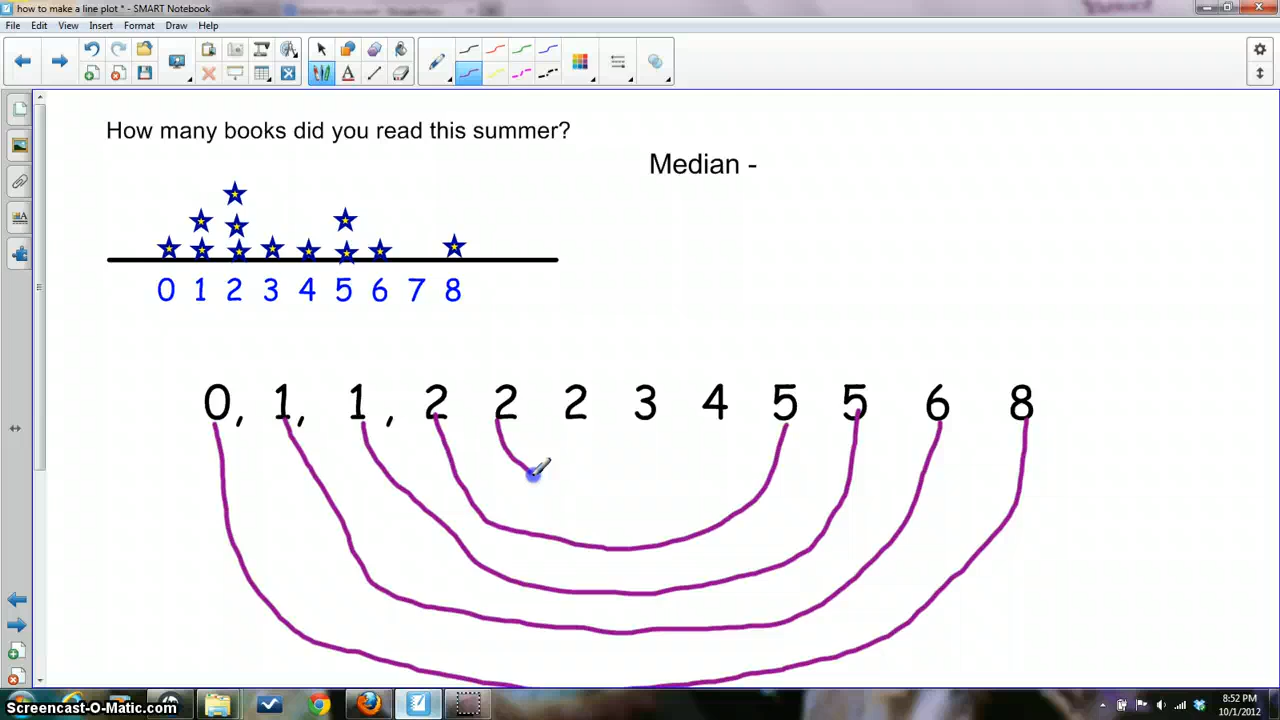 how to make a line plot * - SMART Notebook
File Edit View Insert Format Draw Help
How many books did you read this summer?
Median -
0 1 2 3 4 5 6 7 8
0, 1, 1, 2 2 2 3 4 5 5 6 8
Screencast-O-Matic.com
8:52 PM
10/1/2012